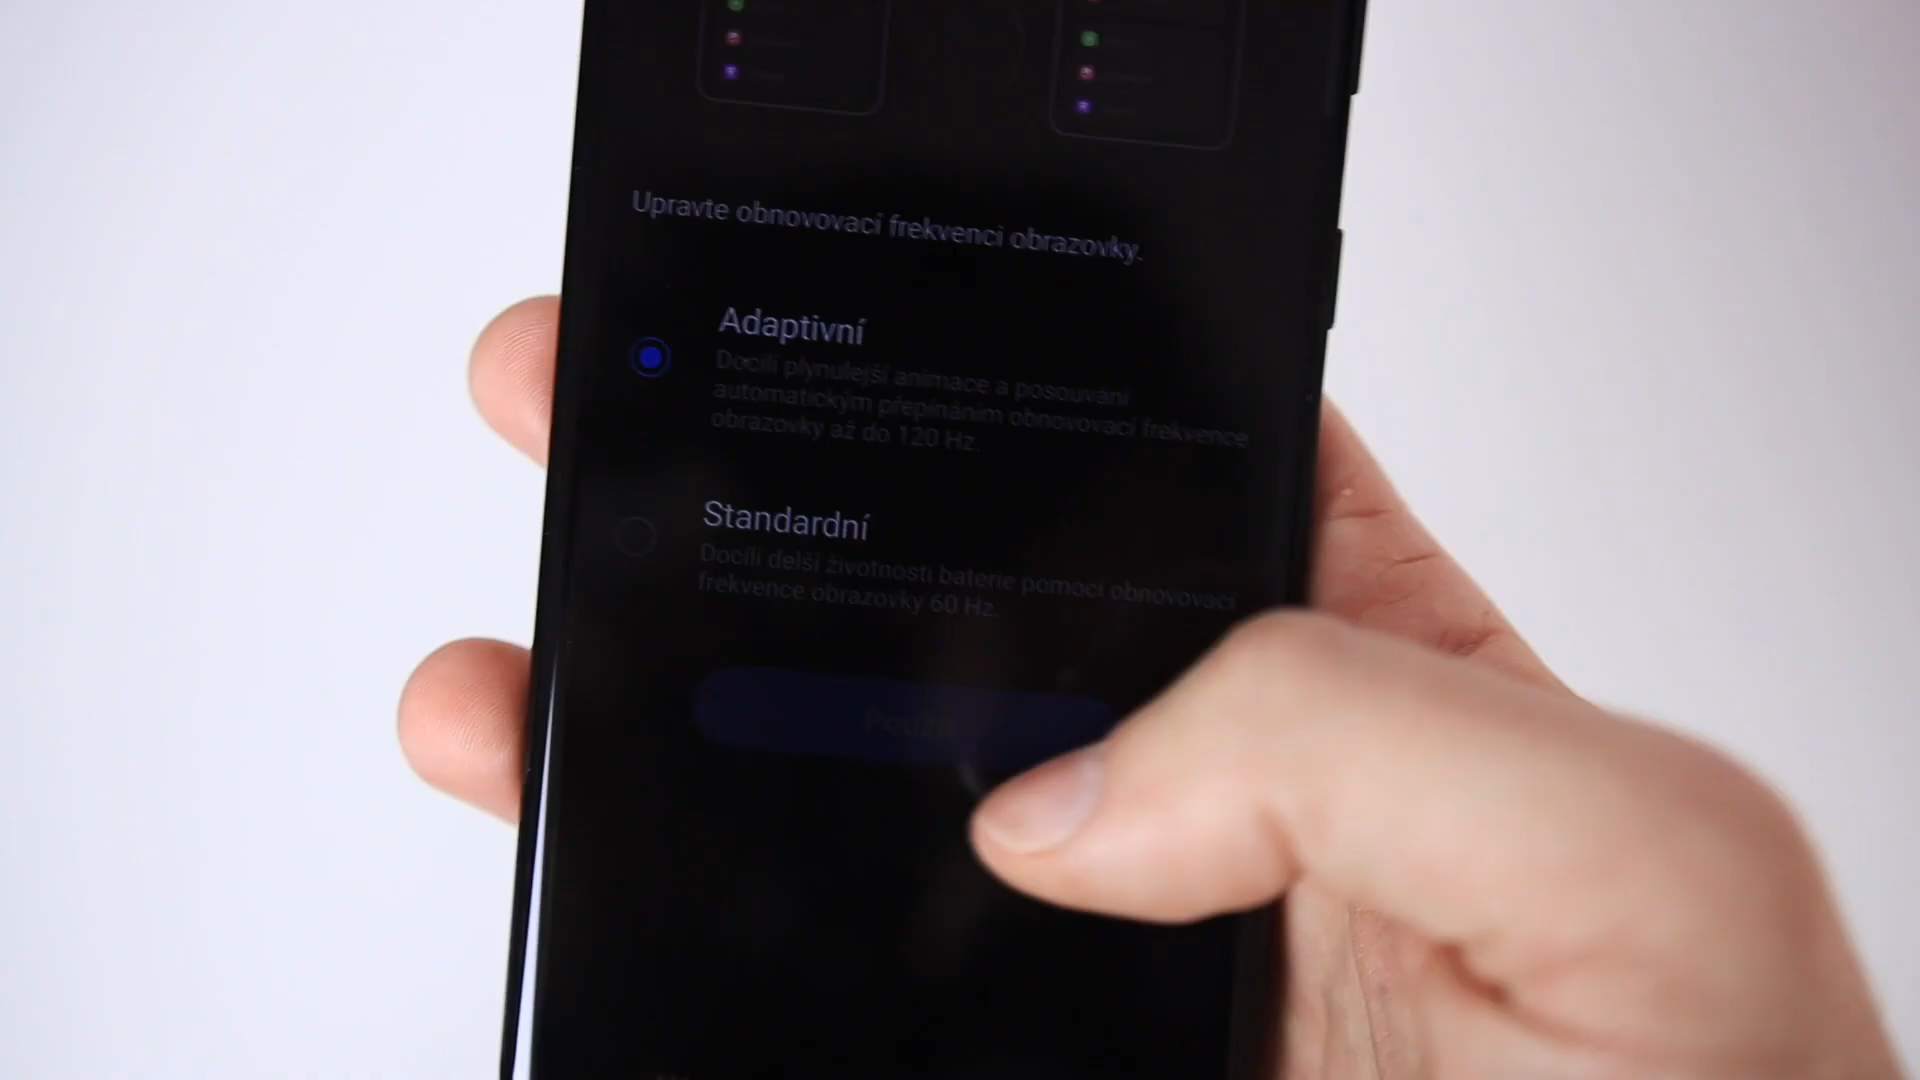 Upravte obnovovací frekvenci obrazovky.
Adaptivní
Docílí plynulejší animace a posouvání
automatickým přepínáním obnovovací frekvence
obrazovky až do 120 Hz.
Standardní
Docílí delší životnosti baterie pomocí obnovovací
frekvence obrazovky 60 Hz.
Použít